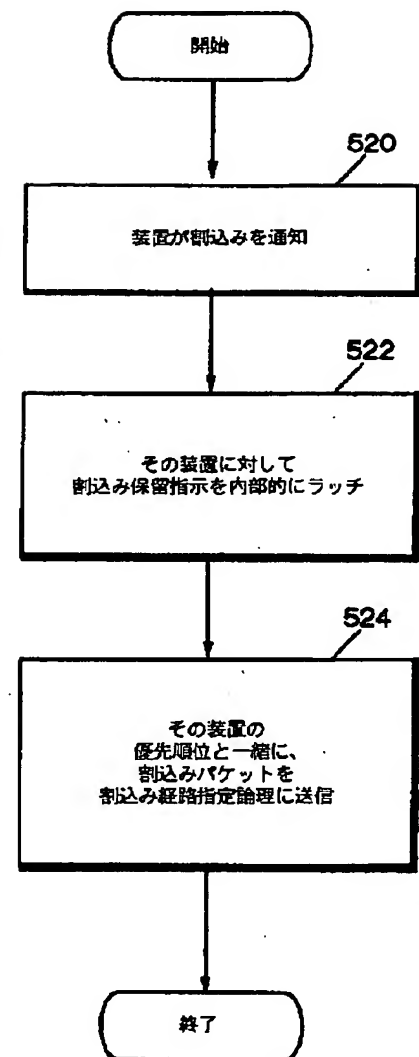 開始
520
装置が割込みを通知
522
その装置に対して
割込み保留指示を内部的にラッチ
524
その装置の
優先順位と一緒に、
割込みパケットを
割込み経路指定論理に送信
終了